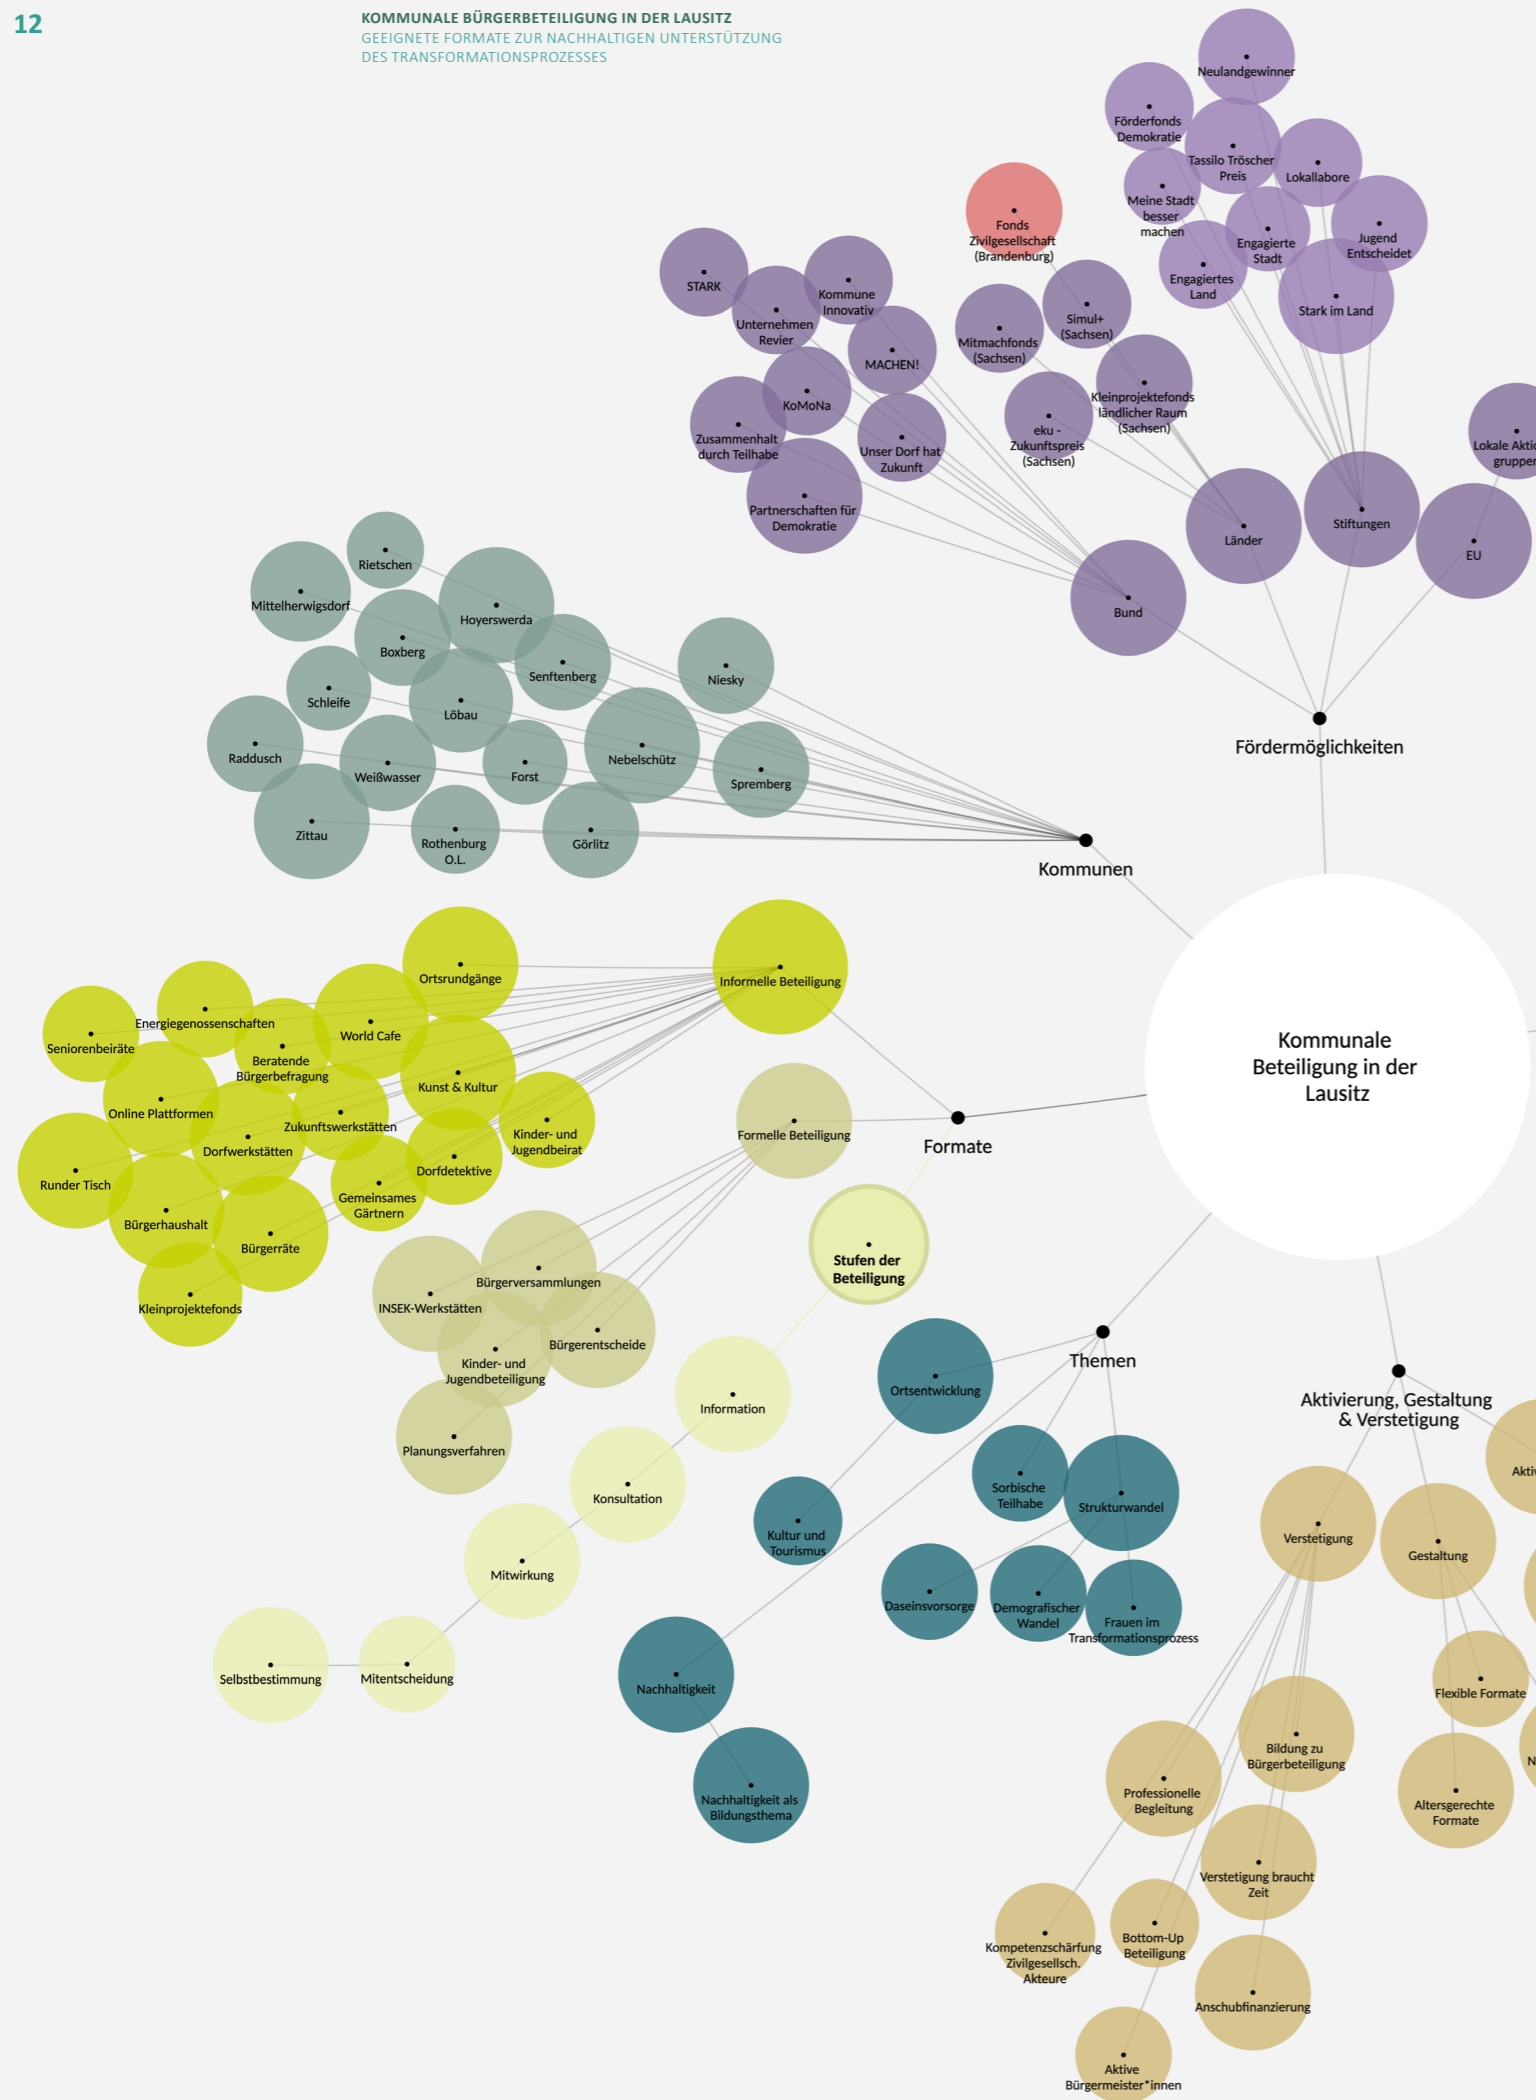 12
KOMMUNALE BÜRGERBETEILIGUNG IN DER LAUSITZ
GEEIGNETE FORMATE ZUR NACHHALTIGEN UNTERSTÜTZUNG
DES TRANSFORMATIONSPROZESSES
Neulandgewinner
Förderfonds
Demokratie
Tassilo Tröscher
Preis
Lokallabore
Meine Stadt
besser
machen
Engagierte
Stadt
Jugend
Entscheidet
Engagiertes
Land
Stark im Land
Fonds
Zivilgesellschaft
(Brandenburg)
STARK
Unternehmen
Revier
Kommune
Innovativ
MACHEN!
Mitmachfonds
(Sachsen)
Simul+
(Sachsen)
KoMoNa
Kleinprojektefonds
ländlicher Raum
(Sachsen)
Zusammenhalt
durch Teilhabe
Unser Dorf hat
Zukunft
eku -
Zukunftspreis
(Sachsen)
Lokale
Partnerschaften für
Demokratie
Länder
Stiftungen
EU
Bund
Fördermöglichkeiten
Rietschen
Mittelherwigsdorf
Hoyerswerda
Boxberg
Senftenberg
Niesky
Schleife
Löbau
Raddusch
Weißwasser
Forst
Nebelschütz
Spremberg
Zittau
Rothenburg
O.L.
Görlitz
Kommunen
Ortsrundgänge
Informelle Beteiligung
Energiegenossenschaften
Seniorenbeiräte
World Cafe
Beratende
Bürgerbefragung
Kunst & Kultur
Online Plattformen
Zukunftswerkstätten
Kinder- und
Jugendbeirat
Dorfwerkstätten
Dorfdetektive
Runder Tisch
Gemeinsames
Gärtnern
Bürgerhaushalt
Bürgerräte
Kleinprojektefonds
Formelle Beteiligung
Formate
Kommunale
Beteiligung in der
Lausitz
Stufen der
Beteiligung
Bürgerversammlungen
INSEK-Werkstätten
Bürgerentscheide
Kinder- und
Jugendbeteiligung
Planungsverfahren
Information
Konsultation
Mitwirkung
Mitentscheidung
Selbstbestimmung
Themen
Ortsentwicklung
Sorbische
Teilhabe
Strukturwandel
Kultur und
Tourismus
Daseinsvorsorge
Demografischer
Wandel
Frauen im
Transformationsprozess
Nachhaltigkeit
Nachhaltigkeit als
Bildungsthema
Aktivierung, Gestaltung
& Verstetigung
Verstetigung
Gestaltung
Flexible Formate
Bildung zu
Bürgerbeteiligung
Professionelle
Begleitung
Altersgerechte
Formate
Verstetigung braucht
Zeit
Kompetenzschärfung
Zivilgesellsch.
Akteure
Bottom-Up
Beteiligung
Anschubfinanzierung
Aktive
Bürgermeister*innen